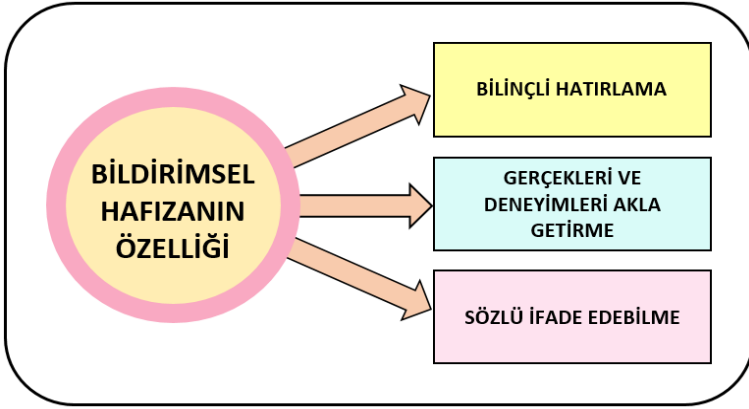 BİLDİRİMSEL
HAFIZANIN
ÖZELLİĞİ
BİLİNÇLİ HATIRLAMA
GERÇEKLERİ VE
DENEYİMLERİ AKLA
GETİRME
SÖZLÜ İFADE EDEBİLME